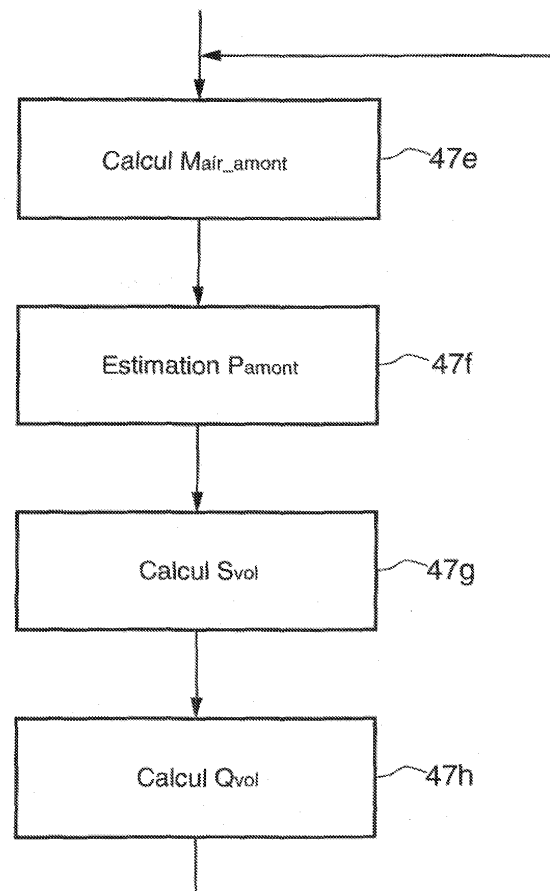 Calcul Mair_amont
47e
Estimation Pamont
47f
Calcul Svol
47g
Calcul Qvol
47h